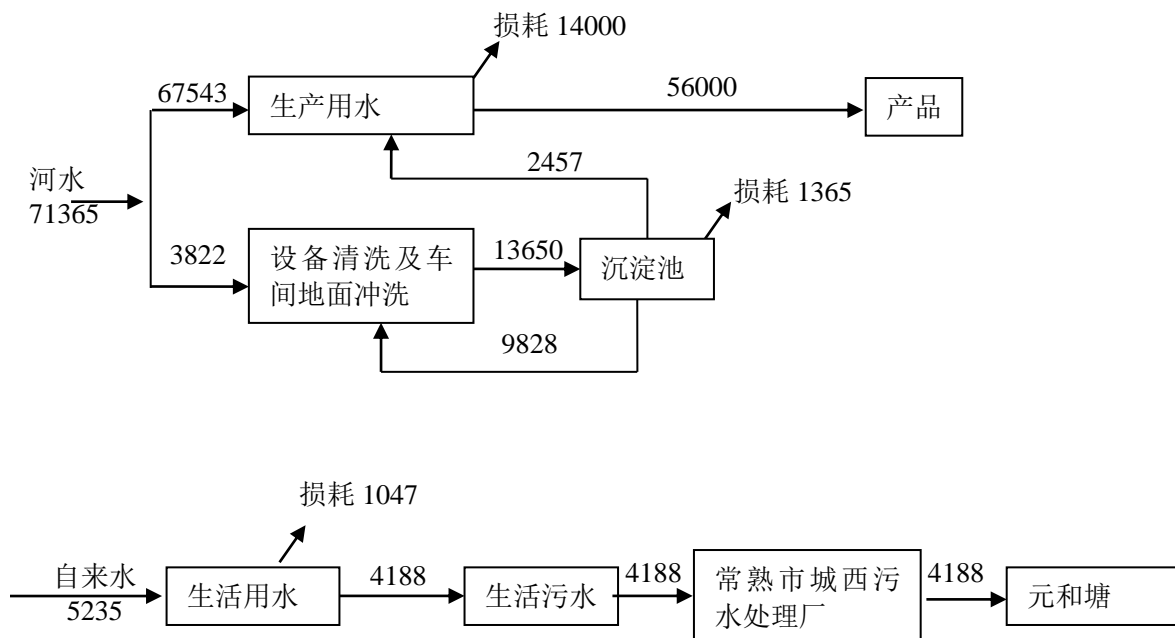 损耗 14000
67543
生产用水
56000
产品
2457
河水
71365
损耗 1365
3822
设备清洗及车
间地面冲洗
13650
沉淀池
9828
损耗 1047
自来水
5235
生活用水
4188
生活污水
4188
常熟市城西污
水处理厂
4188
元和塘